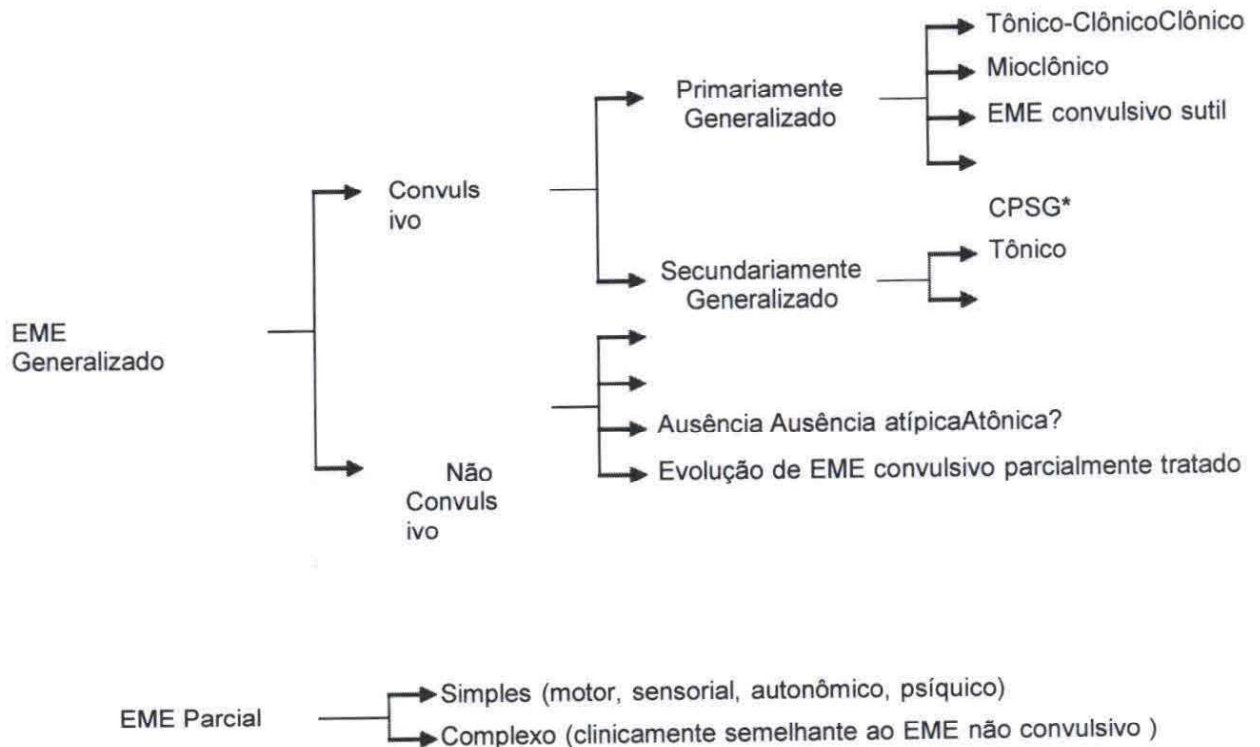 Tônico-ClônicoClônico
Mioclônico
EME convulsivo sutil
Primariamente
Generalizado
Convuls
ivo
CPSG*
Tônico
Secundariamente
Generalizado
EME
Generalizado
Ausência Ausência atípicaAtônica?
Evolução de EME convulsivo parcialmente tratado
Não
Convuls
ivo
EME Parcial
Simples (motor, sensorial, autonômico, psíquico)
Complexo (clinicamente semelhante ao EME não convulsivo )